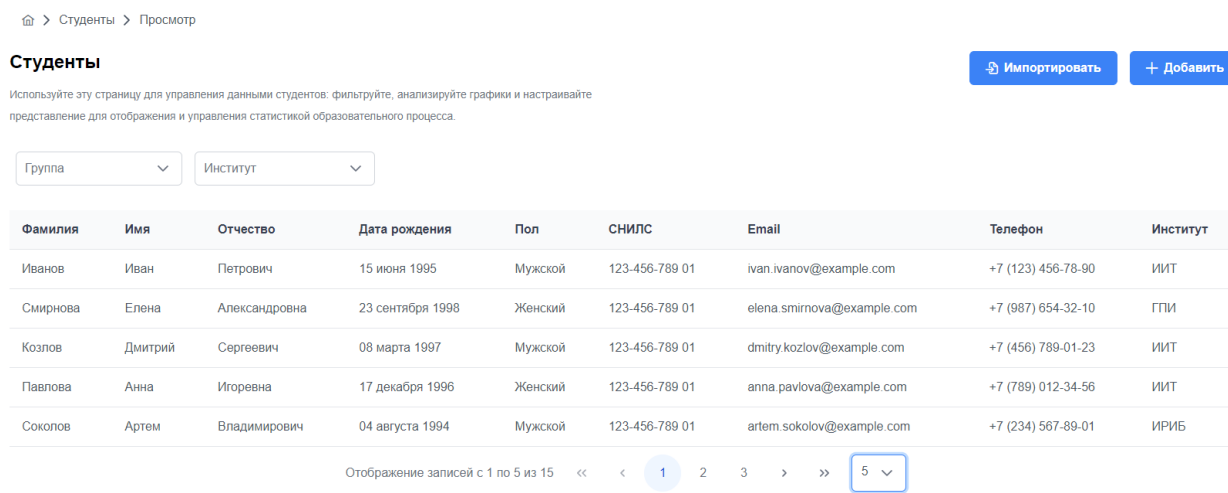 Студенты Просмотр
Студенты
Импортировать
Добавить
Используйте эту страницу для управления данными студентов: фильтруйте, анализируйте графики и настраивайте
представление для отображения и управления статистикой образовательного процесса.
Группа Институт
Фамилия Имя Отчество Дата рождения Пол СНИЛС Email Телефон Институт
Иванов Иван Петрович 15 июня 1995 Мужской 123-456-789 01 ivan.ivanov@example.com +7 (123) 456-78-90 ИИТ
Смирнова Елена Александровна 23 сентября 1998 Женский 123-456-789 01 elena.smirnova@example.com +7 (987) 654-32-10 ГПИ
Козлов Дмитрий Сергеевич 08 марта 1997 Мужской 123-456-789 01 dmitry.kozlov@example.com +7 (456) 789-01-23 ИИТ
Павлова Анна Игоревна 17 декабря 1996 Женский 123-456-789 01 anna.pavlova@example.com +7 (789) 012-34-56 ИИТ
Соколов Артем Владимирович 04 августа 1994 Мужской 123-456-789 01 artem.sokolov@example.com +7 (234) 567-89-01 ИРИБ
Отображение записей с 1 по 5 из 15 « ‹ 1 2 3 › » 5